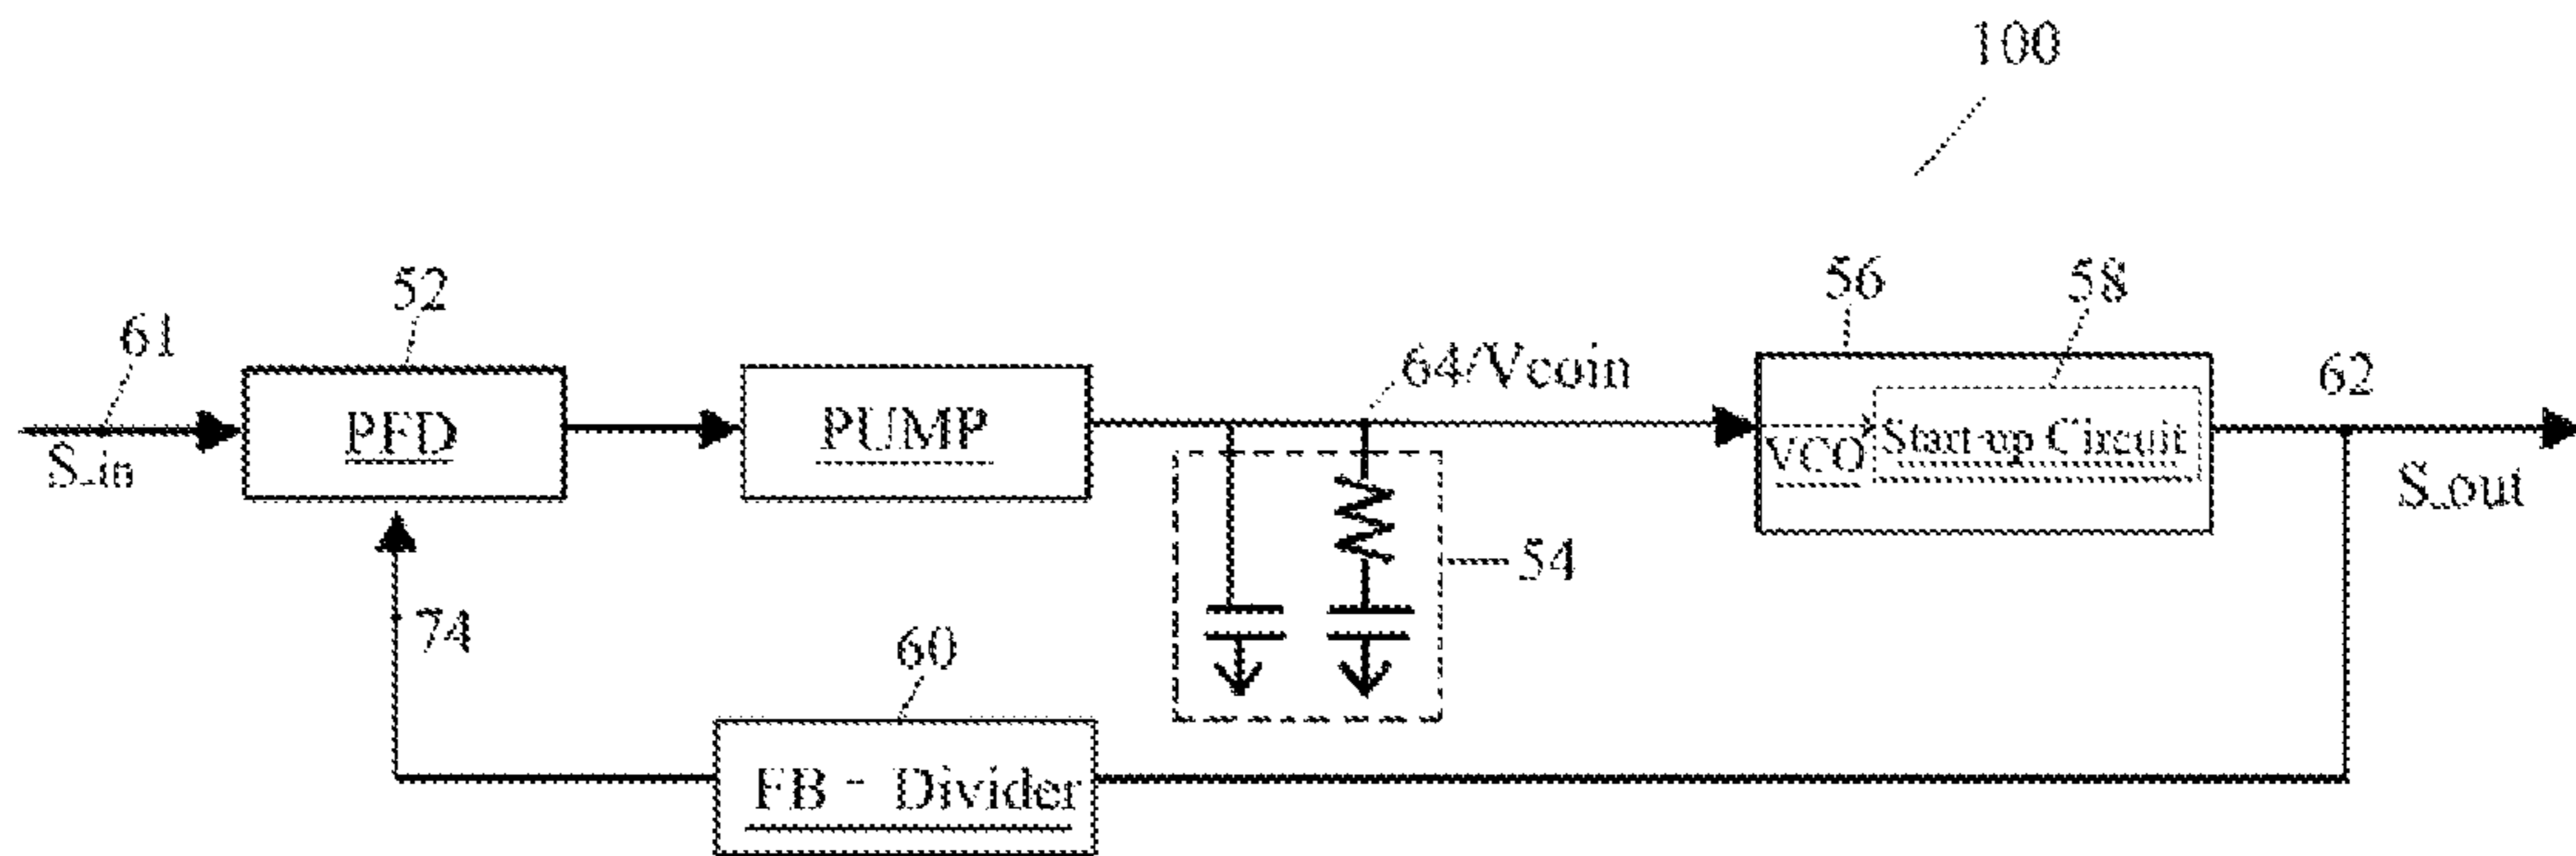 100
52
56
58
61
64/Vcoin
62
PFD
PUMP
VCO
Start-up Circuit
S_in
S_out
54
74
60
FB - Divider